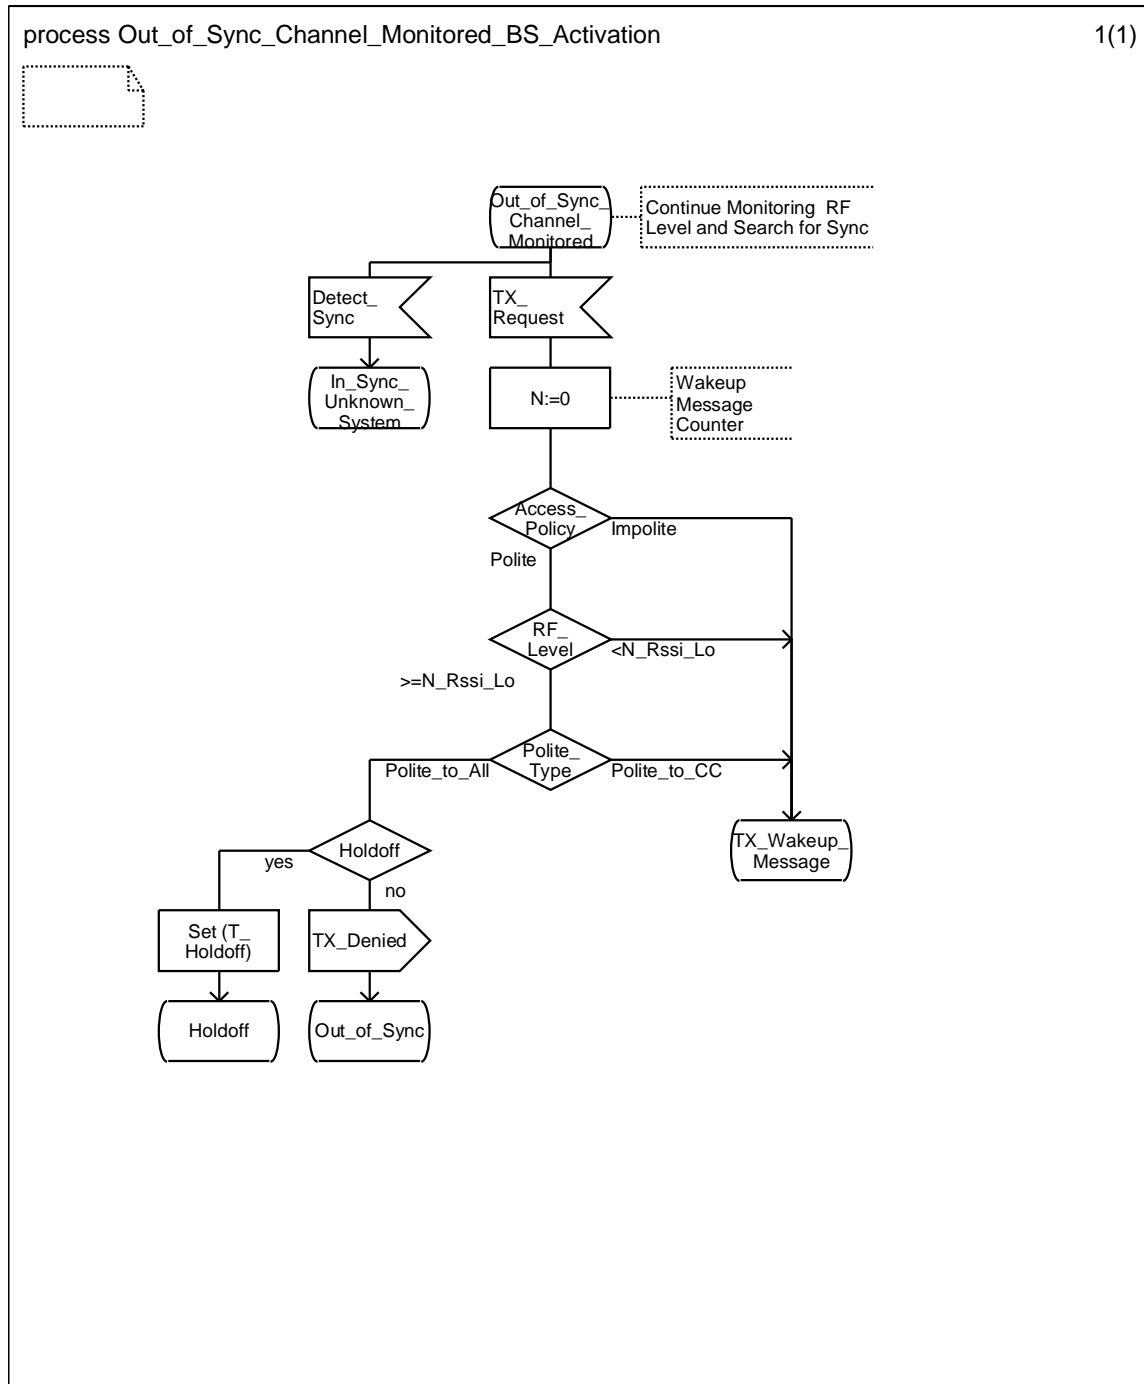 process Out_of_Sync_Channel_Monitored_BS_Activation
1(1)
Out_of_Sync_
Channel_
Monitored
Continue Monitoring RF
Level and Search for Sync
Detect_
Sync
TX_
Request
In_Sync_
Unknown_
System
N:=0
Wakeup
Message
Counter
Access_
Policy
Impolite
Polite
RF_
Level
<N_Rssi_Lo
>=N_Rssi_Lo
Polite_
Type
Polite_to_All
Polite_to_CC
TX_Wakeup_
Message
Holdoff
yes
no
Set (T_
Holdoff)
TX_Denied
Holdoff
Out_of_Sync